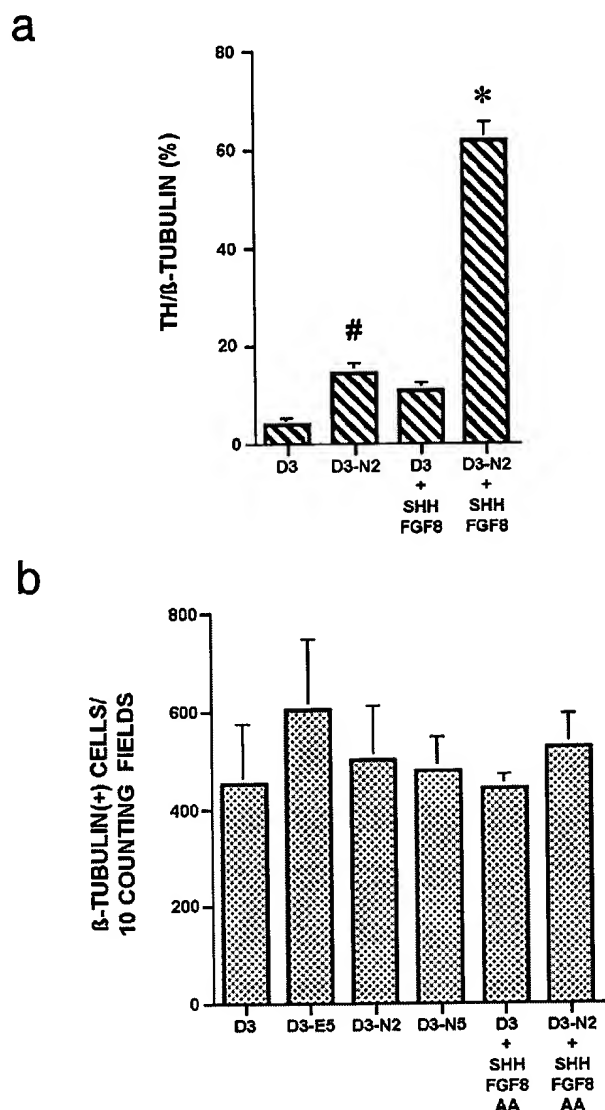 a
TH/ß-TUBULIN (%)
80
60
40
20
0
#
*
D3
D3-N2
D3
+
SHH
FGF8
D3-N2
+
SHH
FGF8
b
ß-TUBULIN(+) CELLS/
10 COUNTING FIELDS
800
600
400
200
0
D3
D3-E5
D3-N2
D3-N5
D3
+
SHH
FGF8
AA
D3-N2
+
SHH
FGF8
AA